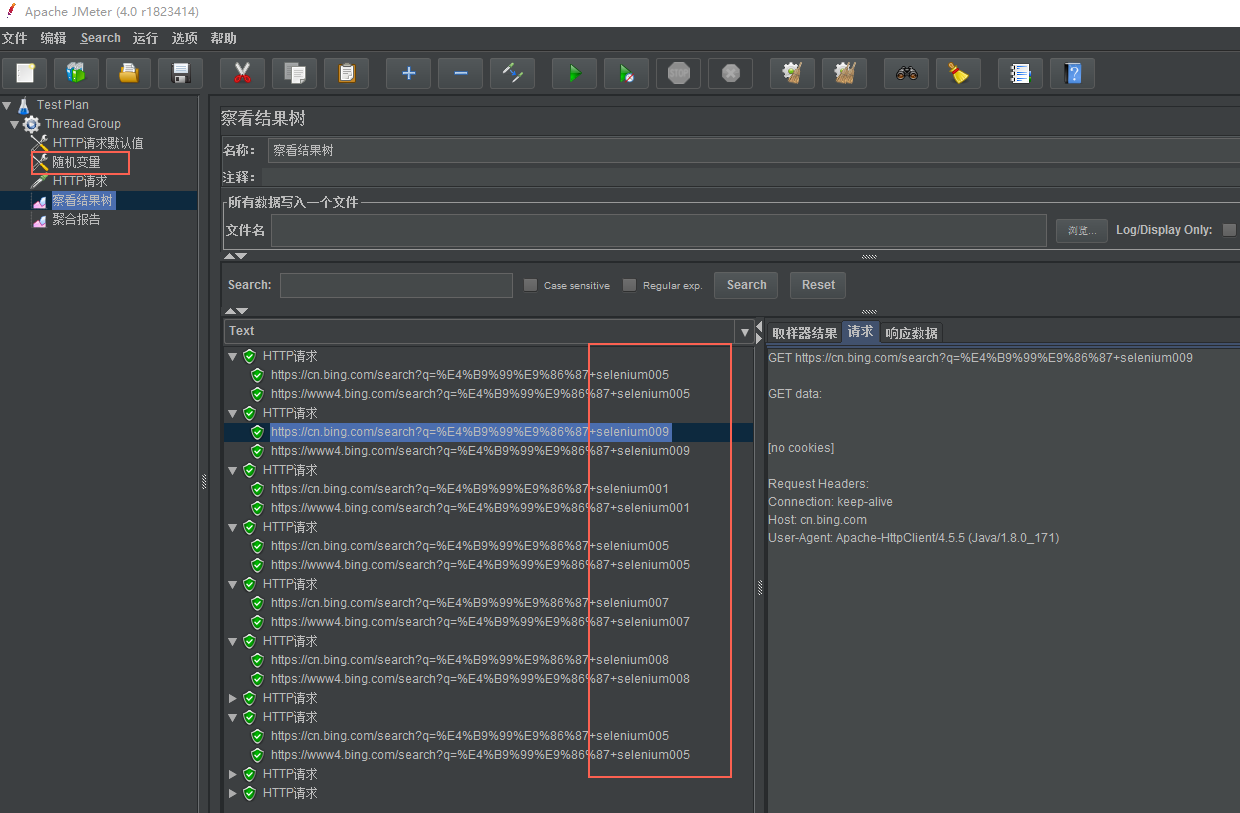 Apache JMeter (4.0 r1823414)
文件 编辑 Search 运行 选项 帮助
STOP
Test Plan
Thread Group
HTTP请求默认值
随机变量
HTTP请求
察看结果树
聚合报告
察看结果树
名称： 察看结果树
注释：
所有数据写入一个文件
文件名 浏览... Log/Display Only:
Search: Case sensitive Regular exp. Search Reset
Text
HTTP请求
https://cn.bing.com/search?q=%E4%B9%99%E9%86%87+selenium005
https://www4.bing.com/search?q=%E4%B9%99%E9%86%87+selenium005
HTTP请求
https://cn.bing.com/search?q=%E4%B9%99%E9%86%87+selenium009
https://www4.bing.com/search?q=%E4%B9%99%E9%86%87+selenium009
HTTP请求
https://cn.bing.com/search?q=%E4%B9%99%E9%86%87+selenium001
https://www4.bing.com/search?q=%E4%B9%99%E9%86%87+selenium001
HTTP请求
https://cn.bing.com/search?q=%E4%B9%99%E9%86%87+selenium005
https://www4.bing.com/search?q=%E4%B9%99%E9%86%87+selenium005
HTTP请求
https://cn.bing.com/search?q=%E4%B9%99%E9%86%87+selenium007
https://www4.bing.com/search?q=%E4%B9%99%E9%86%87+selenium007
HTTP请求
https://cn.bing.com/search?q=%E4%B9%99%E9%86%87+selenium008
https://www4.bing.com/search?q=%E4%B9%99%E9%86%87+selenium008
HTTP请求
HTTP请求
https://cn.bing.com/search?q=%E4%B9%99%E9%86%87+selenium005
https://www4.bing.com/search?q=%E4%B9%99%E9%86%87+selenium005
HTTP请求
HTTP请求
取样器结果 请求 响应数据
GET https://cn.bing.com/search?q=%E4%B9%99%E9%86%87+selenium009
GET data:
[no cookies]
Request Headers:
Connection: keep-alive
Host: cn.bing.com
User-Agent: Apache-HttpClient/4.5.5 (Java/1.8.0_171)